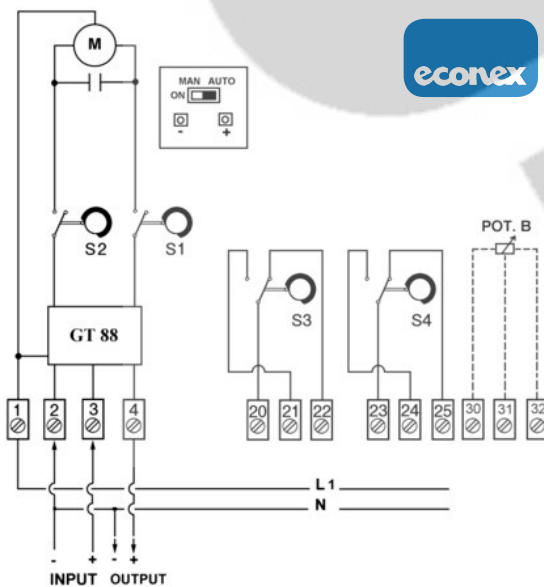 M
econex
MAN AUTO
ON
- +
S2
S1
POT. B
S3
S4
GT 88
1 2 3 4
20 21 22
23 24 25
30 31 32
L1
N
- + - +
INPUT OUTPUT